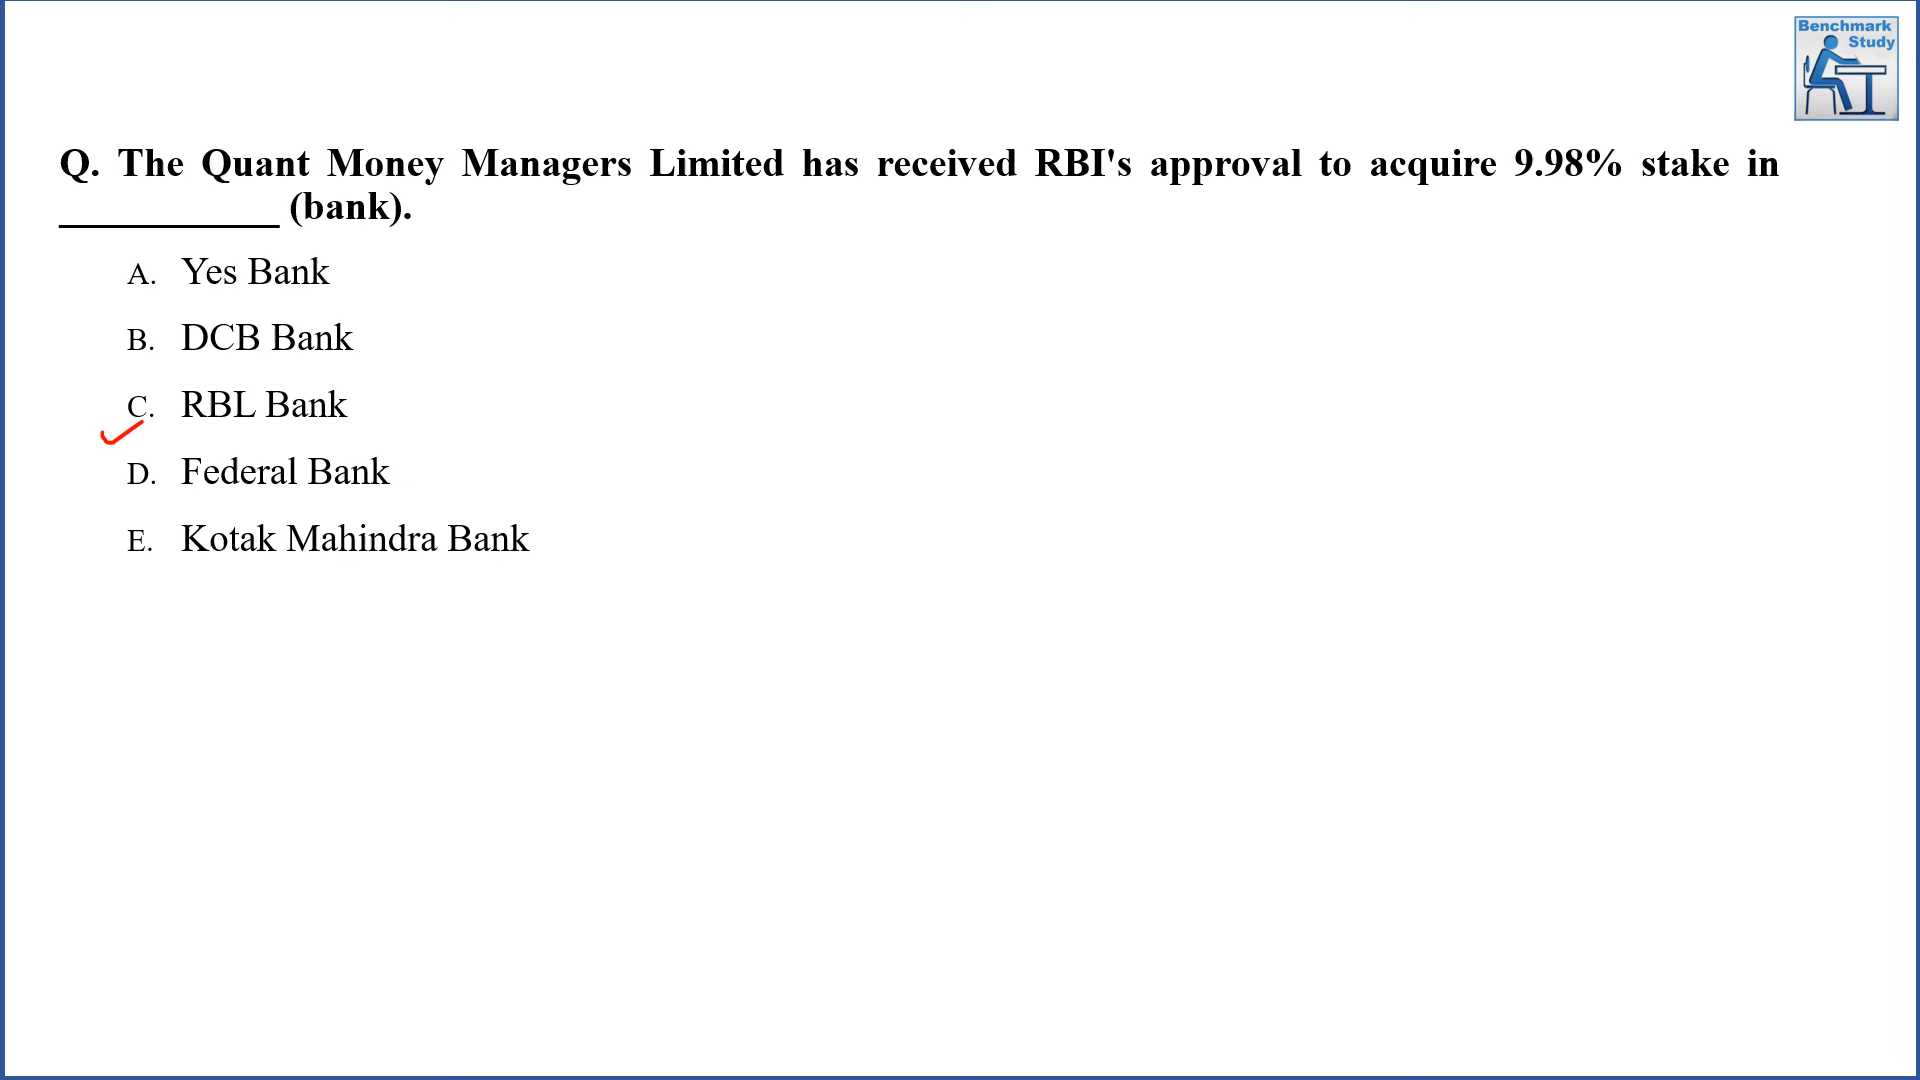 Benchmark
Study
Q. The Quant Money Managers Limited has received RBI's approval to acquire 9.98% stake in
___________ (bank).
A. Yes Bank
B. DCB Bank
C. RBL Bank
D. Federal Bank
E. Kotak Mahindra Bank